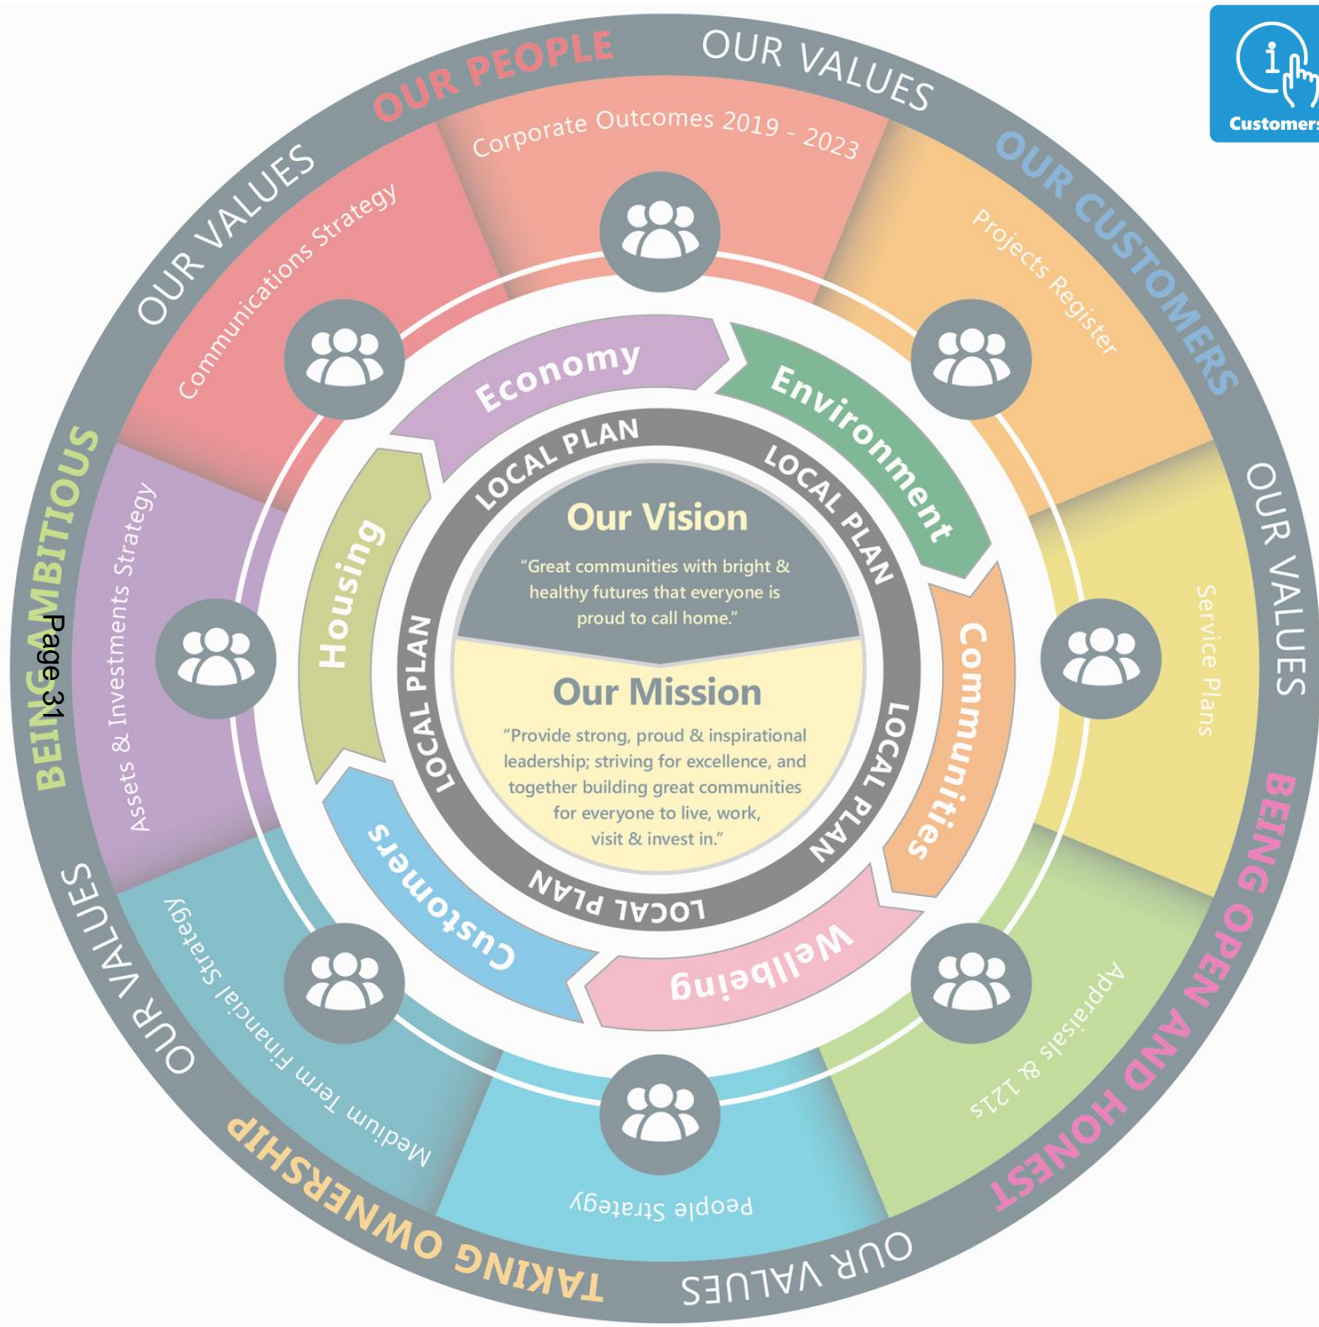 OUR PEOPLE
OUR VALUES
OUR CUSTOMERS
OUR VALUES
BEING OPEN AND HONEST
OUR VALUES
TAKING OWNERSHIP
OUR VALUES
BEING AMBITIOUS
OUR VALUES
Corporate Outcomes 2019 - 2023
Projects Register
Service Plans
Appraisals & 121s
People Strategy
Medium Term Financial Strategy
Assets & Investments Strategy
Communications Strategy
Economy
Environment
Communities
Wellbeing
Customers
Housing
LOCAL PLAN
LOCAL PLAN
LOCAL PLAN
LOCAL PLAN
LOCAL PLAN
Our Vision
"Great communities with bright &
healthy futures that everyone is
proud to call home."
Our Mission
"Provide strong, proud & inspirational
leadership; striving for excellence, and
together building great communities
for everyone to live, work,
visit & invest in."
i
Customers
Page 31